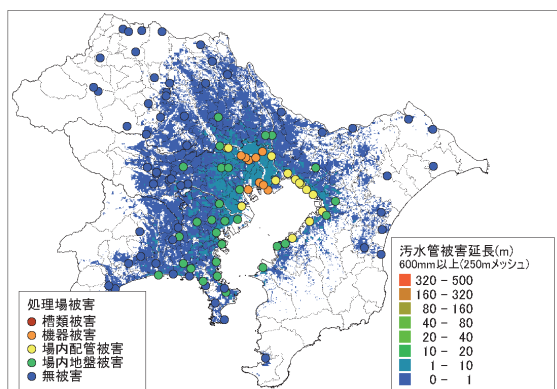 処理場被害
槽類被害
機器被害
場内配管被害
場内地盤被害
無被害
汚水管被害延長(m)
600mm以上(250mメッシュ)
320 - 500
160 - 320
80 - 160
40 - 80
20 - 40
10 - 20
1 - 10
0 - 1